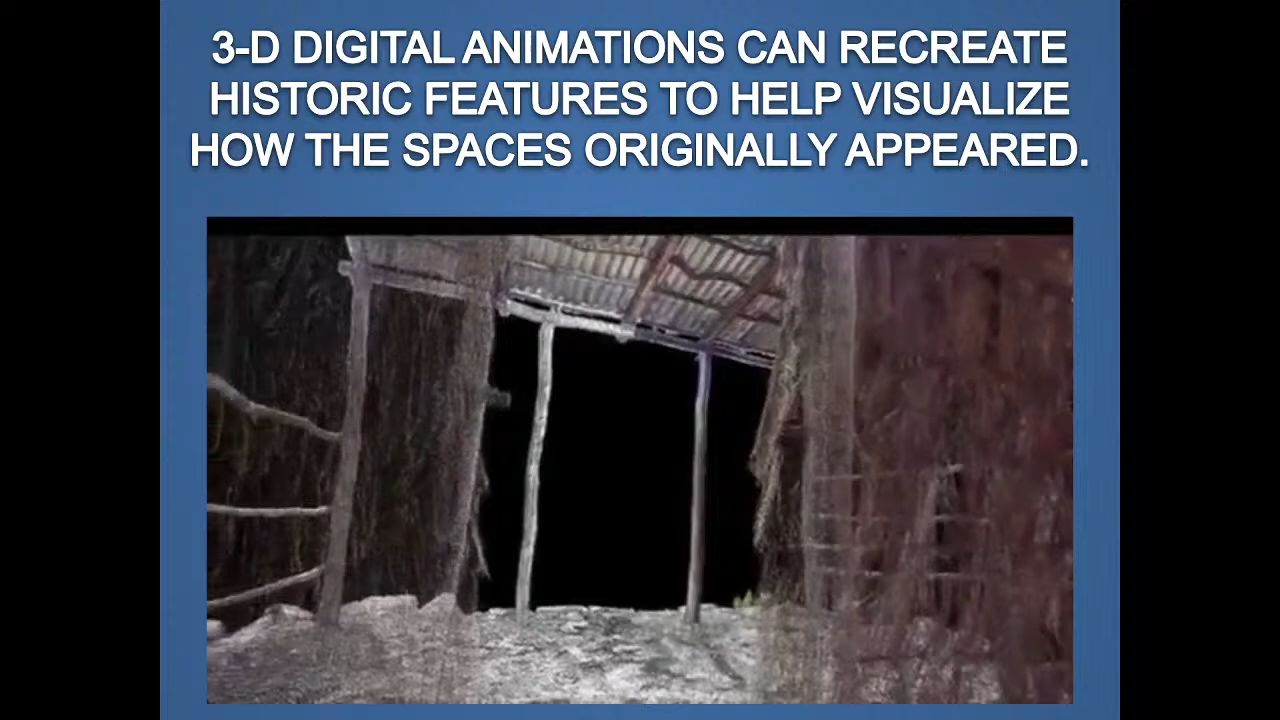 3-D DIGITAL ANIMATIONS CAN RECREATE
HISTORIC FEATURES TO HELP VISUALIZE
HOW THE SPACES ORIGINALLY APPEARED.